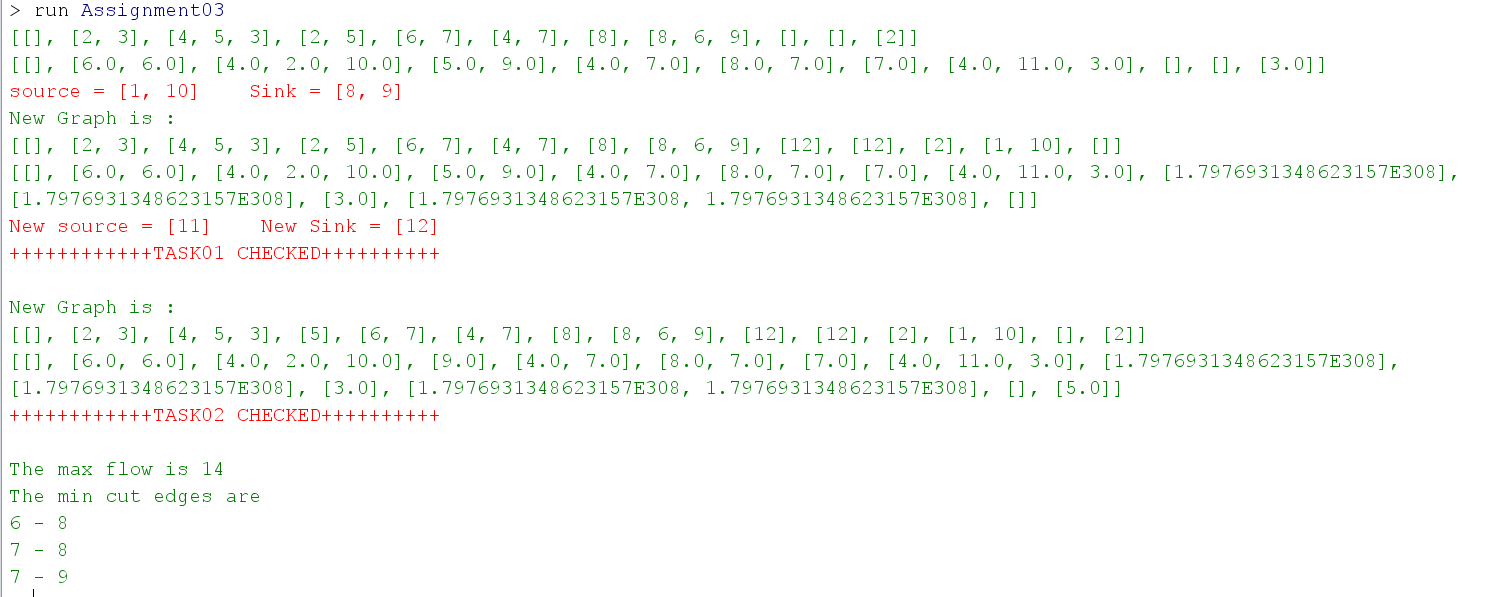 > run Assignment03
[[], [2, 3], [4, 5, 3], [2, 5], [6, 7], [4, 7], [8], [8, 6, 9], [], [], [2]]
[[], [6.0, 6.0], [4.0, 2.0, 10.0], [5.0, 9.0], [4.0, 7.0], [8.0, 7.0], [7.0], [4.0, 11.0, 3.0], [], [], [3.0]]
source = [1, 10]    Sink = [8, 9]
New Graph is :
[[], [2, 3], [4, 5, 3], [2, 5], [6, 7], [4, 7], [8], [8, 6, 9], [12], [12], [2], [1, 10], []]
[[], [6.0, 6.0], [4.0, 2.0, 10.0], [5.0, 9.0], [4.0, 7.0], [8.0, 7.0], [7.0], [4.0, 11.0, 3.0], [1.7976931348623157E308],
[1.7976931348623157E308], [3.0], [1.7976931348623157E308, 1.7976931348623157E308], []]
New source = [11]    New Sink = [12]
++++++++++++TASK01 CHECKED++++++++++
New Graph is :
[[], [2, 3], [4, 5, 3], [5], [6, 7], [4, 7], [8], [8, 6, 9], [12], [12], [2], [1, 10], [], [2]]
[[], [6.0, 6.0], [4.0, 2.0, 10.0], [9.0], [4.0, 7.0], [8.0, 7.0], [7.0], [4.0, 11.0, 3.0], [1.7976931348623157E308],
[1.7976931348623157E308], [3.0], [1.7976931348623157E308, 1.7976931348623157E308], [], [5.0]]
++++++++++++TASK02 CHECKED++++++++++
The max flow is 14
The min cut edges are
6 - 8
7 - 8
7 - 9